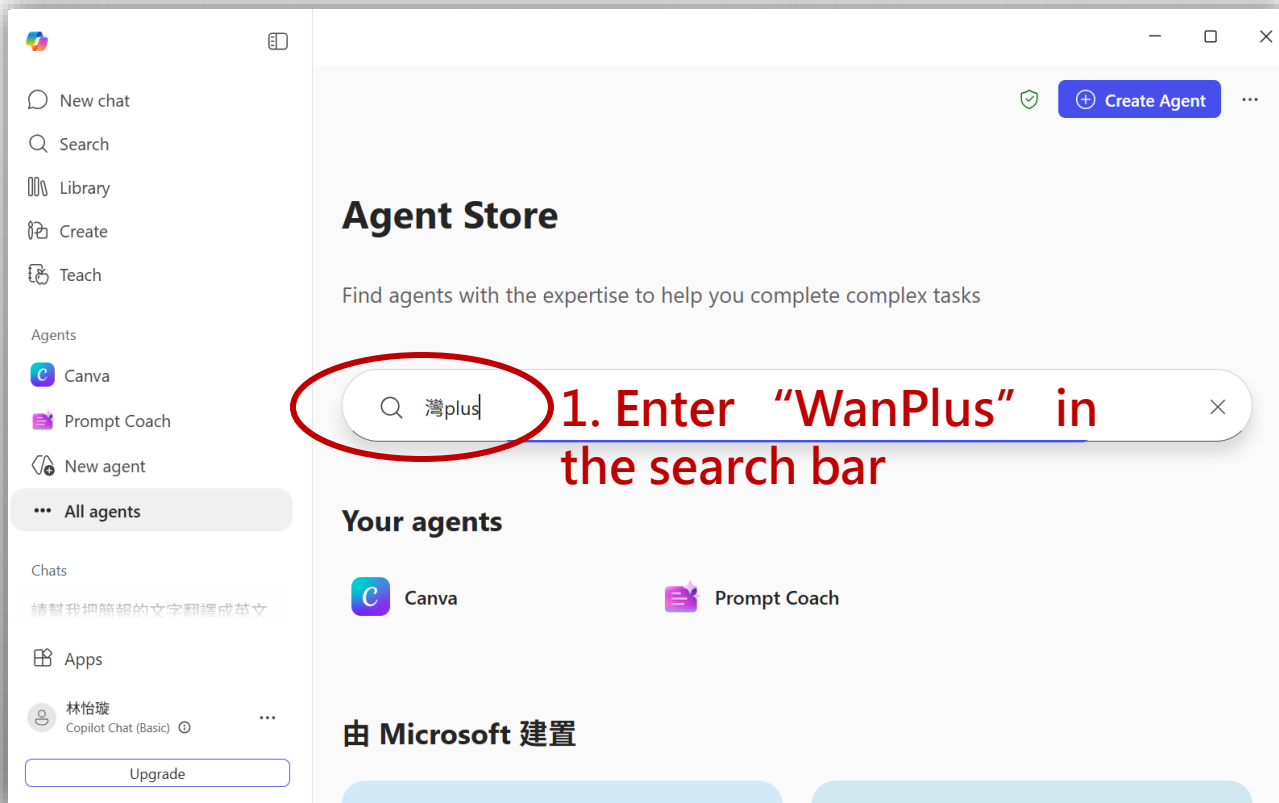 New chat
Search
Library
Create
Teach
Agents
Canva
Prompt Coach
New agent
All agents
Chats
請幫我把簡報的文字翻譯成英文
Apps
林怡璇
Copilot Chat (Basic)
Upgrade
Create Agent
Agent Store
Find agents with the expertise to help you complete complex tasks
灣plus
1. Enter “WanPlus” in
the search bar
Your agents
Canva
Prompt Coach
由 Microsoft 建置